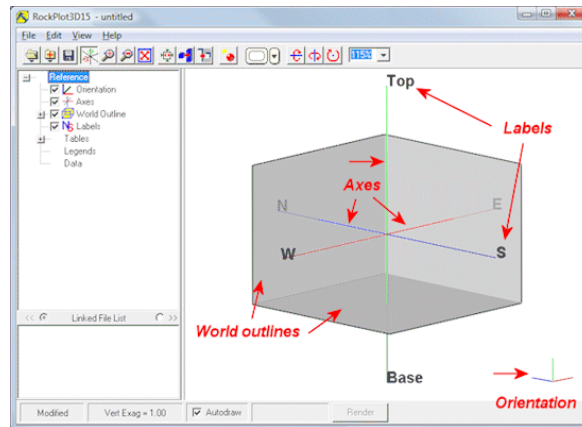 RockPlot3D15 - untitled
File Edit View Help
115%
Reference
Orientation
Axes
World Outline
Labels
Tables
Legends
Data
<< Linked File List >>
Top
Labels
Axes
N E
W S
World outlines
Base
Orientation
Modified Vert Exag = 1.00 Autodraw Render